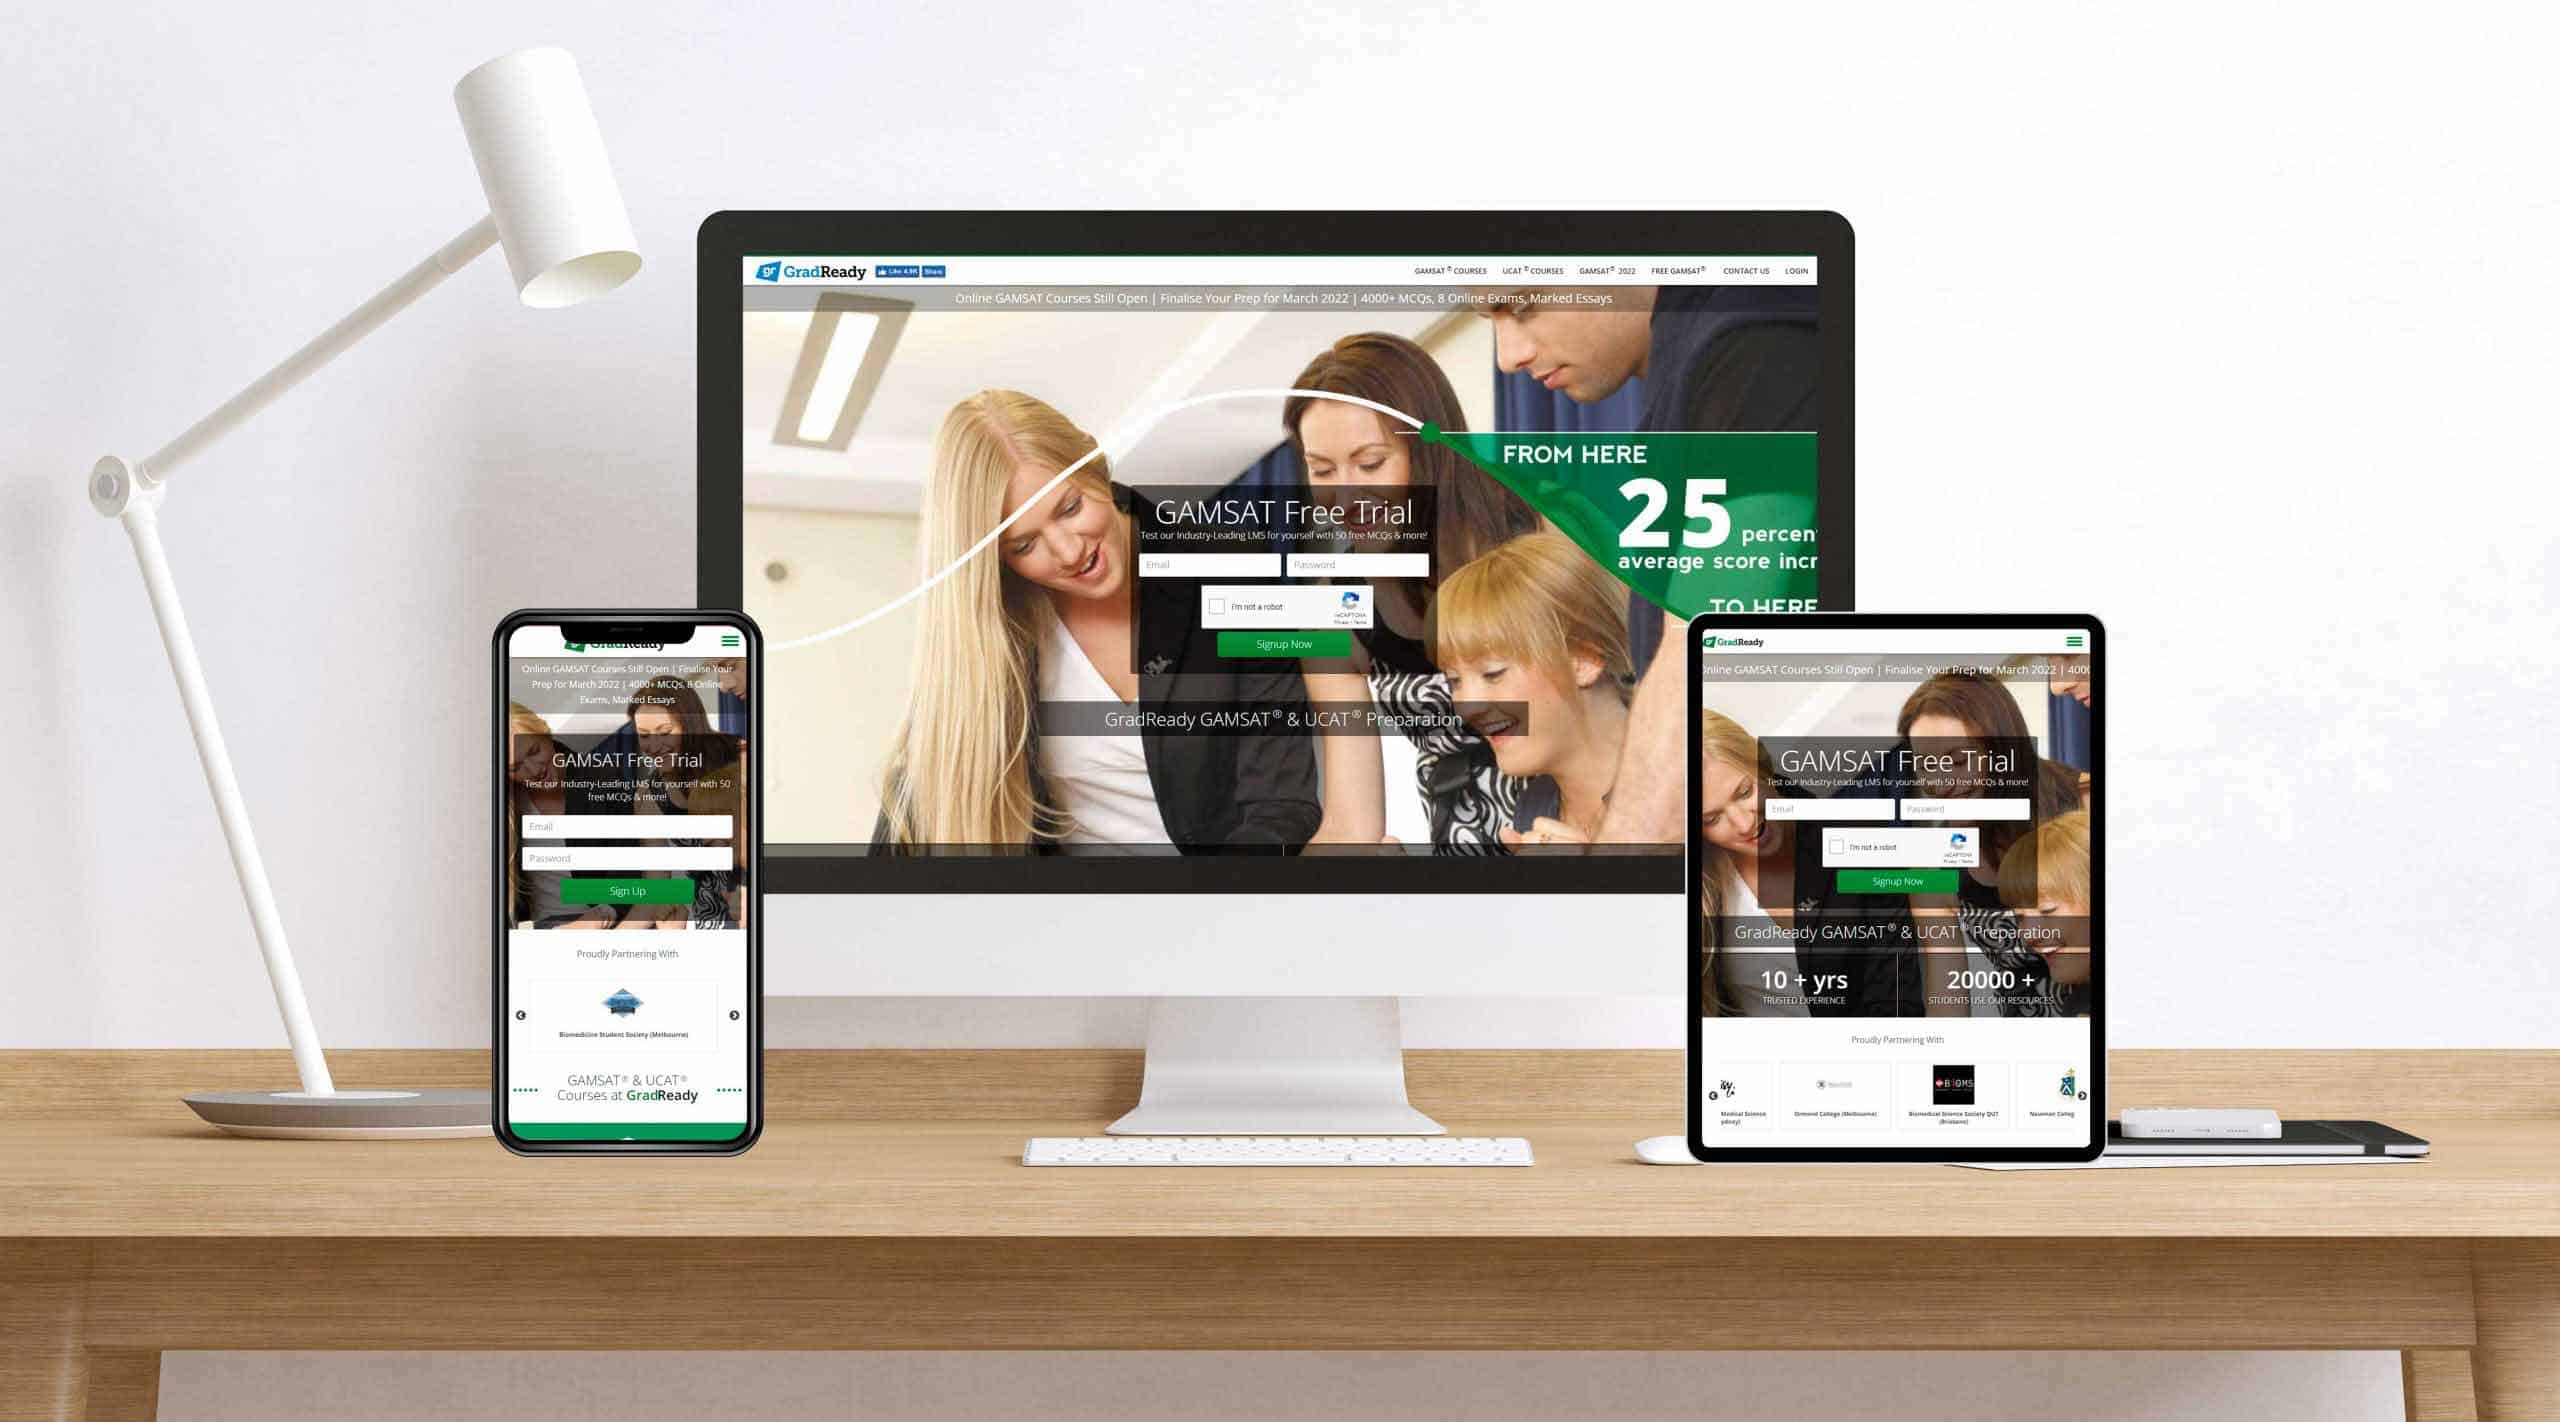 gr GradReady Like 4.9K Share GAMSAT ® COURSES UCAT ® COURSES GAMSAT® 2022 FREE GAMSAT® CONTACT US LOGIN
Online GAMSAT Courses Still Open | Finalise Your Prep for March 2022 | 4000+ MCQs, 8 Online Exams, Marked Essays
FROM HERE
25 percen
average score incr
TO HERE
GAMSAT Free Trial
Test our Industry-Leading LMS for yourself with 50 free MCQs & more!
Email Password
I'm not a robot
reCAPTCHA
Privacy - Terms
Signup Now
GradReady GAMSAT® & UCAT® Preparation
GradReady
Online GAMSAT Courses Still Open | Finalise Your
Prep for March 2022 | 4000+ MCQs, 8 Online
Exams, Marked Essays
GAMSAT Free Trial
Test our Industry-Leading LMS for yourself with 50
free MCQs & more!
Email
Password
Sign Up
Proudly Partnering With
Biomedicine Student Society (Melbourne)
GAMSAT® & UCAT®
Courses at GradReady
gr GradReady
Online GAMSAT Courses Still Open | Finalise Your Prep for March 2022 | 400
GAMSAT Free Trial
Test our Industry-Leading LMS for yourself with 50 free MCQs & more!
Email Password
I'm not a robot
reCAPTCHA
Privacy - Terms
Signup Now
GradReady GAMSAT® & UCAT® Preparation
10 + yrs 20000 +
TRUSTED EXPERIENCE STUDENTS USE OUR RESOURCES
Proudly Partnering With
BIOMS
Medical Science Ormond College (Melbourne) Biomedical Science Society QUT Newman Colleg
ydney) (Brisbane)